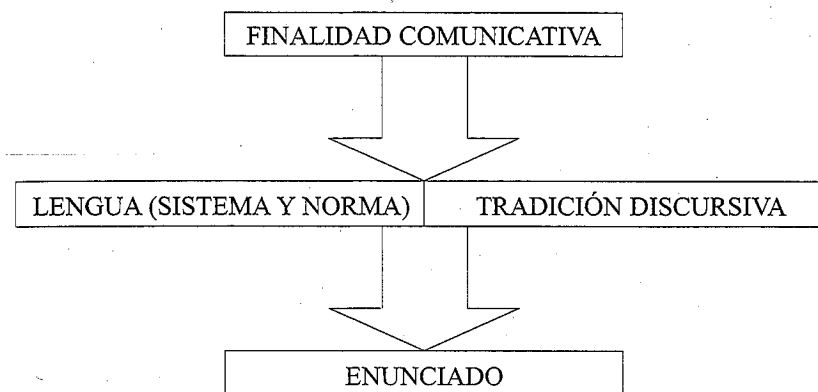 FINALIDAD COMUNICATIVA
LENGUA (SISTEMA Y NORMA) TRADICIÓN DISCURSIVA
ENUNCIADO